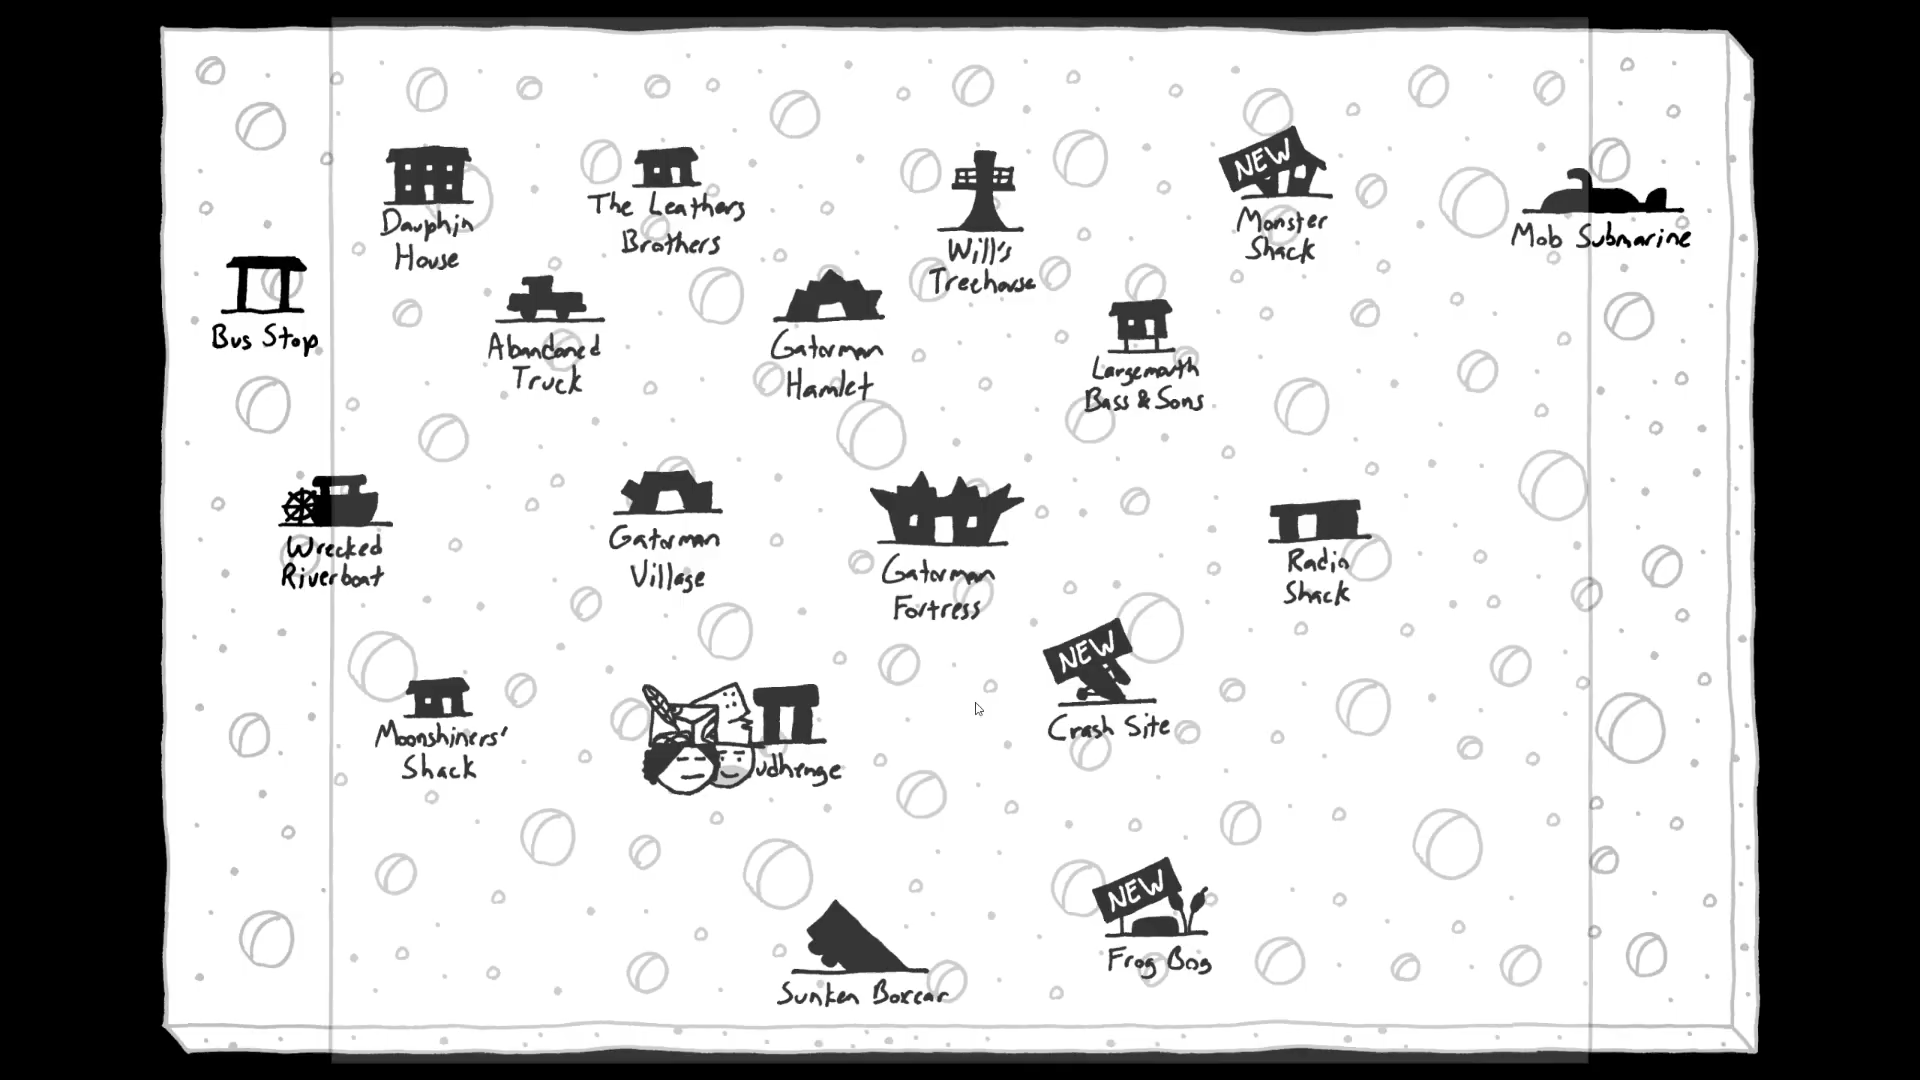 Dauphin
House
The Leathers
Brothers
Will's
Treehouse
NEW
Monster
Shack
Mob Submarine
Bus Stop
Abandoned
Truck
Gatorman
Hamlet
Largemouth
Bass & Sons
Wrecked
Riverboat
Gatorman
Village
Gatorman
Fortress
Radio
Shack
Moonshiners'
Shack
udhenge
NEW
Crash Site
NEW
Frog Bog
Sunken Boxcar